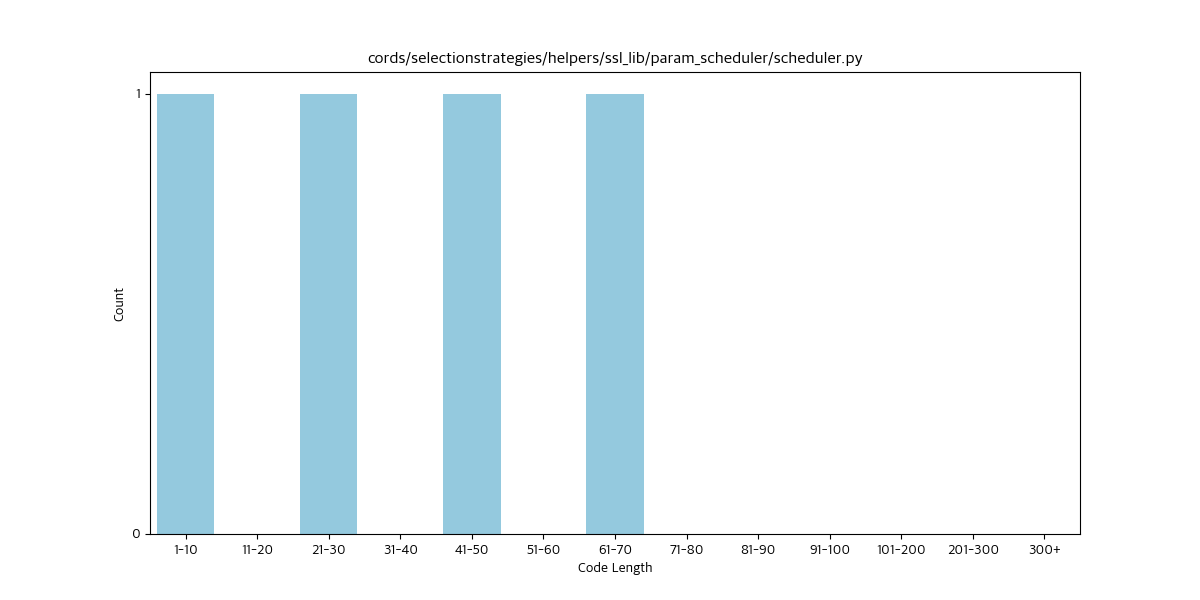 cords/selectionstrategies/helpers/ssl_lib/param_scheduler/scheduler.py
1
Count
0
1-10 11-20 21-30 31-40 41-50 51-60 61-70 71-80 81-90 91-100 101-200 201-300 300+
Code Length